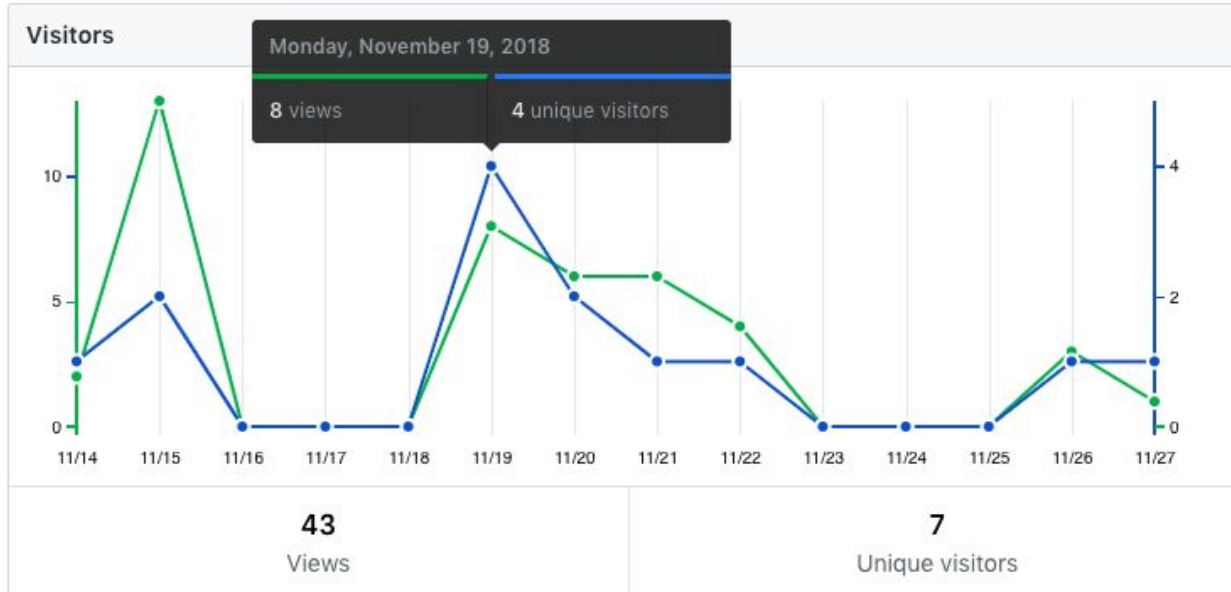 Visitors
Monday, November 19, 2018
8 views 4 unique visitors
10 4
5 2
0 0
11/14 11/15 11/16 11/17 11/18 11/19 11/20 11/21 11/22 11/23 11/24 11/25 11/26 11/27
43 7
Views Unique visitors